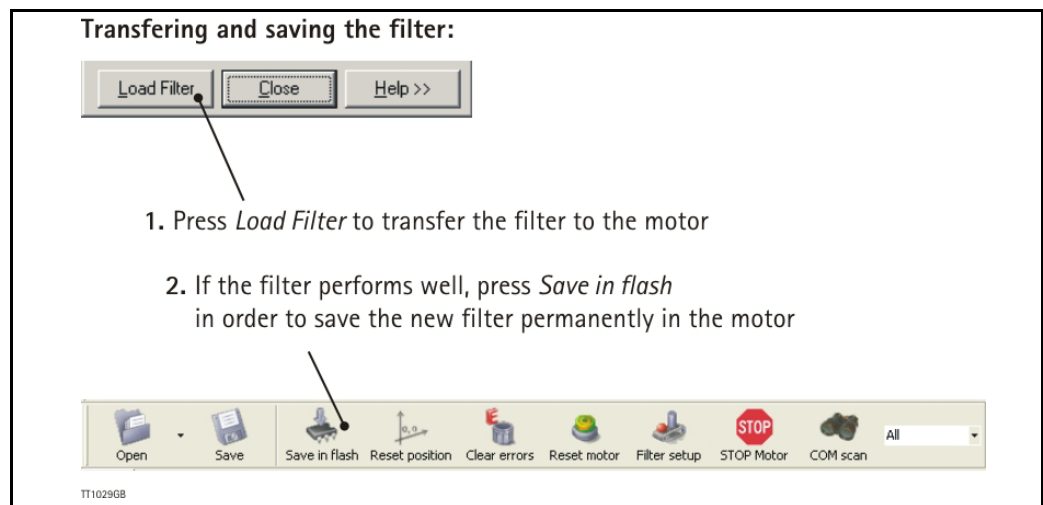 Transfering and saving the filter:
Load Filter Close Help >>
1. Press Load Filter to transfer the filter to the motor
2. If the filter performs well, press Save in flash
in order to save the new filter permanently in the motor
STOP
E
0,0
All
Open Save Save in flash Reset position Clear errors Reset motor Filter setup STOP Motor COM scan
TT1029GB